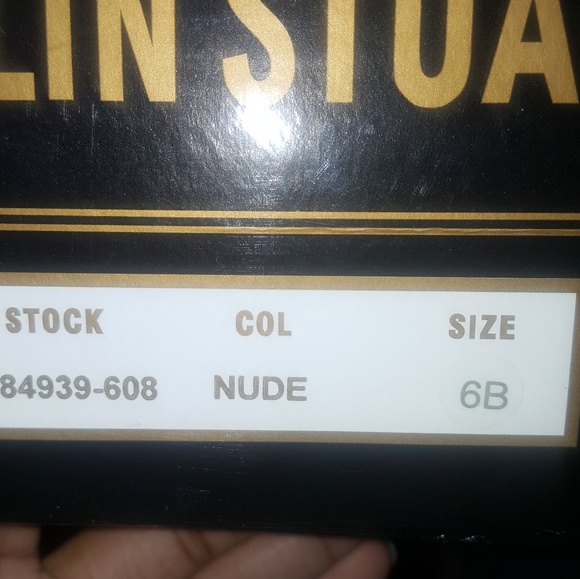 LIN STUA
STOCK COL SIZE
84939-608 NUDE 6B